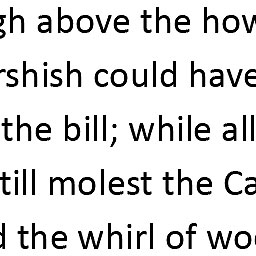 gh above the how
rshish could have
the bill; while all
till molest the Ca
d the whirl of woo